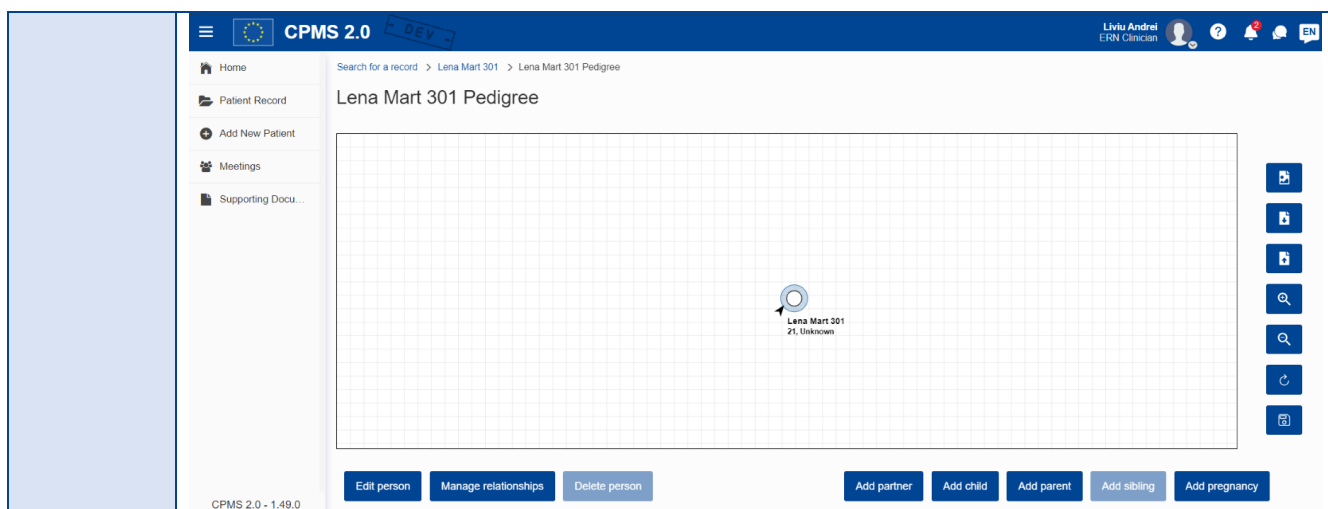 CPMS 2.0
DEV
Liviu Andrei
ERN Clinician
?
2
EN
Home
Patient Record
Add New Patient
Meetings
Supporting Docu...
Search for a record > Lena Mart 301 > Lena Mart 301 Pedigree
Lena Mart 301 Pedigree
Lena Mart 301
21, Unknown
Edit person
Manage relationships
Delete person
Add partner
Add child
Add parent
Add sibling
Add pregnancy
CPMS 2.0 - 1.49.0